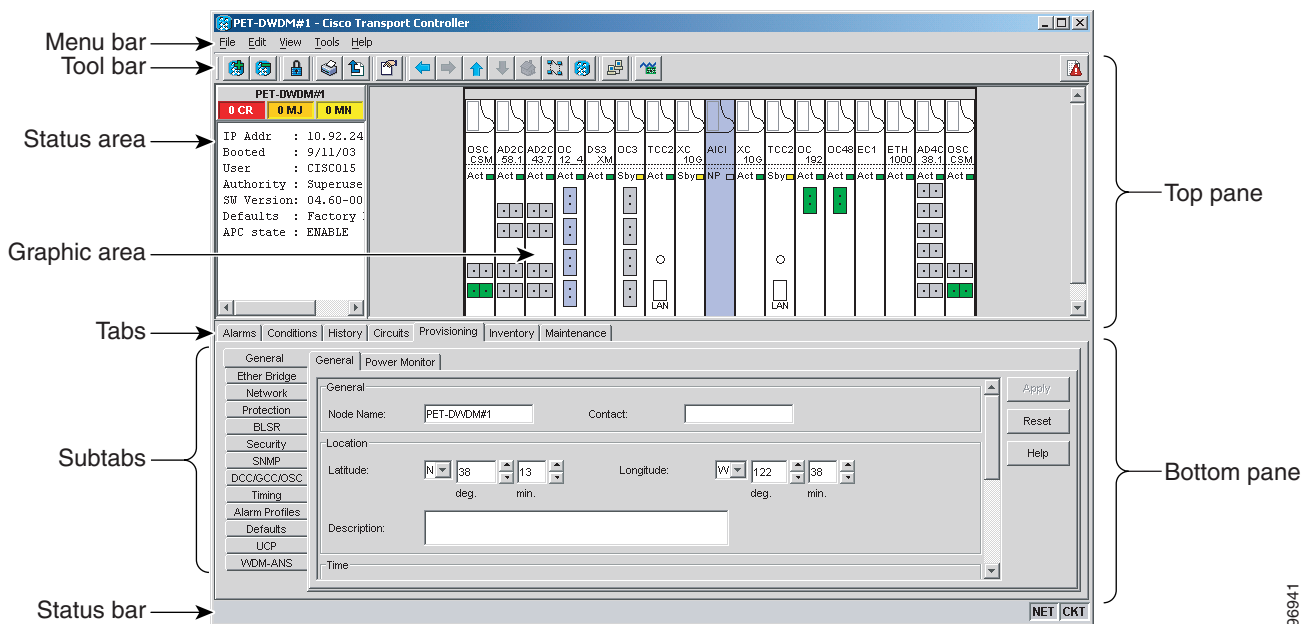 PET-DWDM#1 - Cisco Transport Controller
Menu bar
File Edit View Tools Help
Tool bar
PET-DWDM#1
0 CR 0 MJ 0 MN
Status area
IP Addr : 10.92.24
Booted : 9/11/03
User : CISCO15
Authority : Superuse
SW Version: 04.60-00
Defaults : Factory
APC state : ENABLE
OSC CSM
AD2C 58.1
AD2C 43.7
OC 12_4
DS3 XM
OC3
TCC2
XC 10G
AICI
XC 10G
TCC2
OC 192
OC48
EC1
ETH 1000
AD4C 38.1
OSC CSM
Act Act Act Act Act Sby Act Sby NP Act Sby Act Act Act Act Act Act
LAN LAN
Top pane
Graphic area
Tabs
Alarms Conditions History Circuits Provisioning Inventory Maintenance
Subtabs
General
Ether Bridge
Network
Protection
BLSR
Security
SNMP
DCC/GCC/OSC
Timing
Alarm Profiles
Defaults
UCP
WDM-ANS
General Power Monitor
General
Node Name: PET-DWDM#1 Contact:
Location
Latitude: N 38 13 Longitude: W 122 38
deg. min. deg. min.
Description:
Time
Apply
Reset
Help
Bottom pane
Status bar
NET CKT
96941